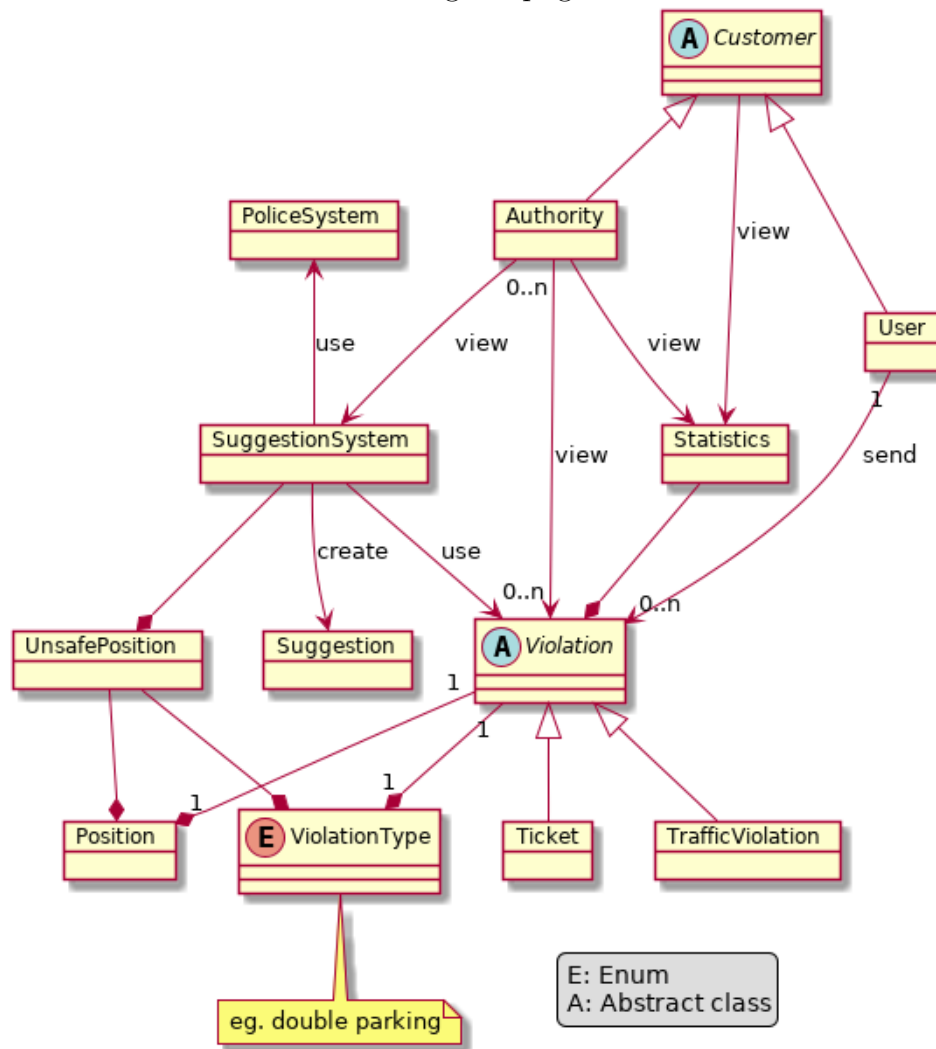 A Customer
PoliceSystem
Authority
view
0..n
User
use
view
view
1
SuggestionSystem
Statistics
view
send
create
use
0..n
0..n
UnsafePosition
Suggestion
A Violation
1
1
1
1
Position
E ViolationType
Ticket
TrafficViolation
E: Enum
A: Abstract class
eg. double parking